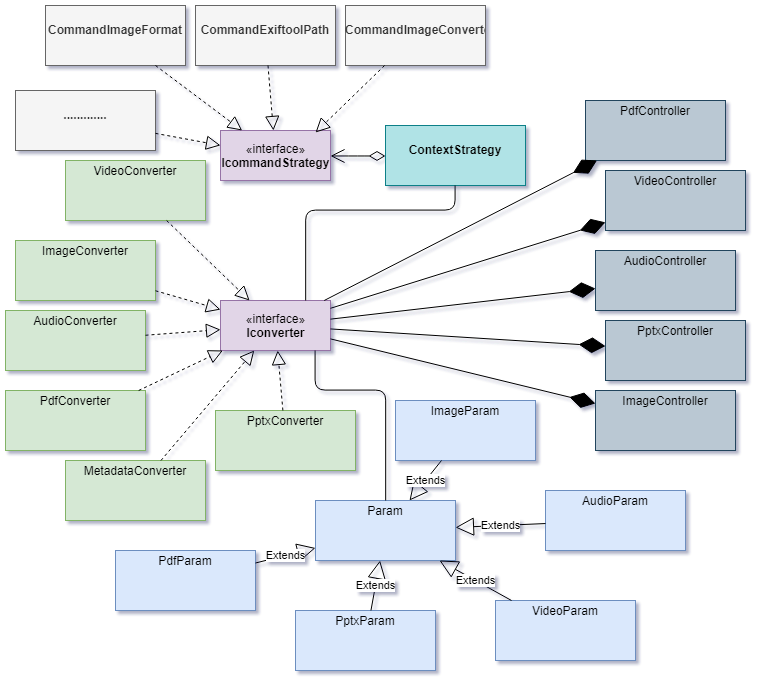 CommandImageFormat
CommandExiftoolPath
CommandImageConverte
.............
«interface»
IcommandStrategy
ContextStrategy
PdfController
VideoConverter
VideoController
ImageConverter
AudioController
AudioConverter
«interface»
Iconverter
PptxController
PdfConverter
ImageController
PptxConverter
ImageParam
MetadataConverter
Extends
Param
AudioParam
Extends
PdfParam
Extends
Extends
Extends
PptxParam
VideoParam